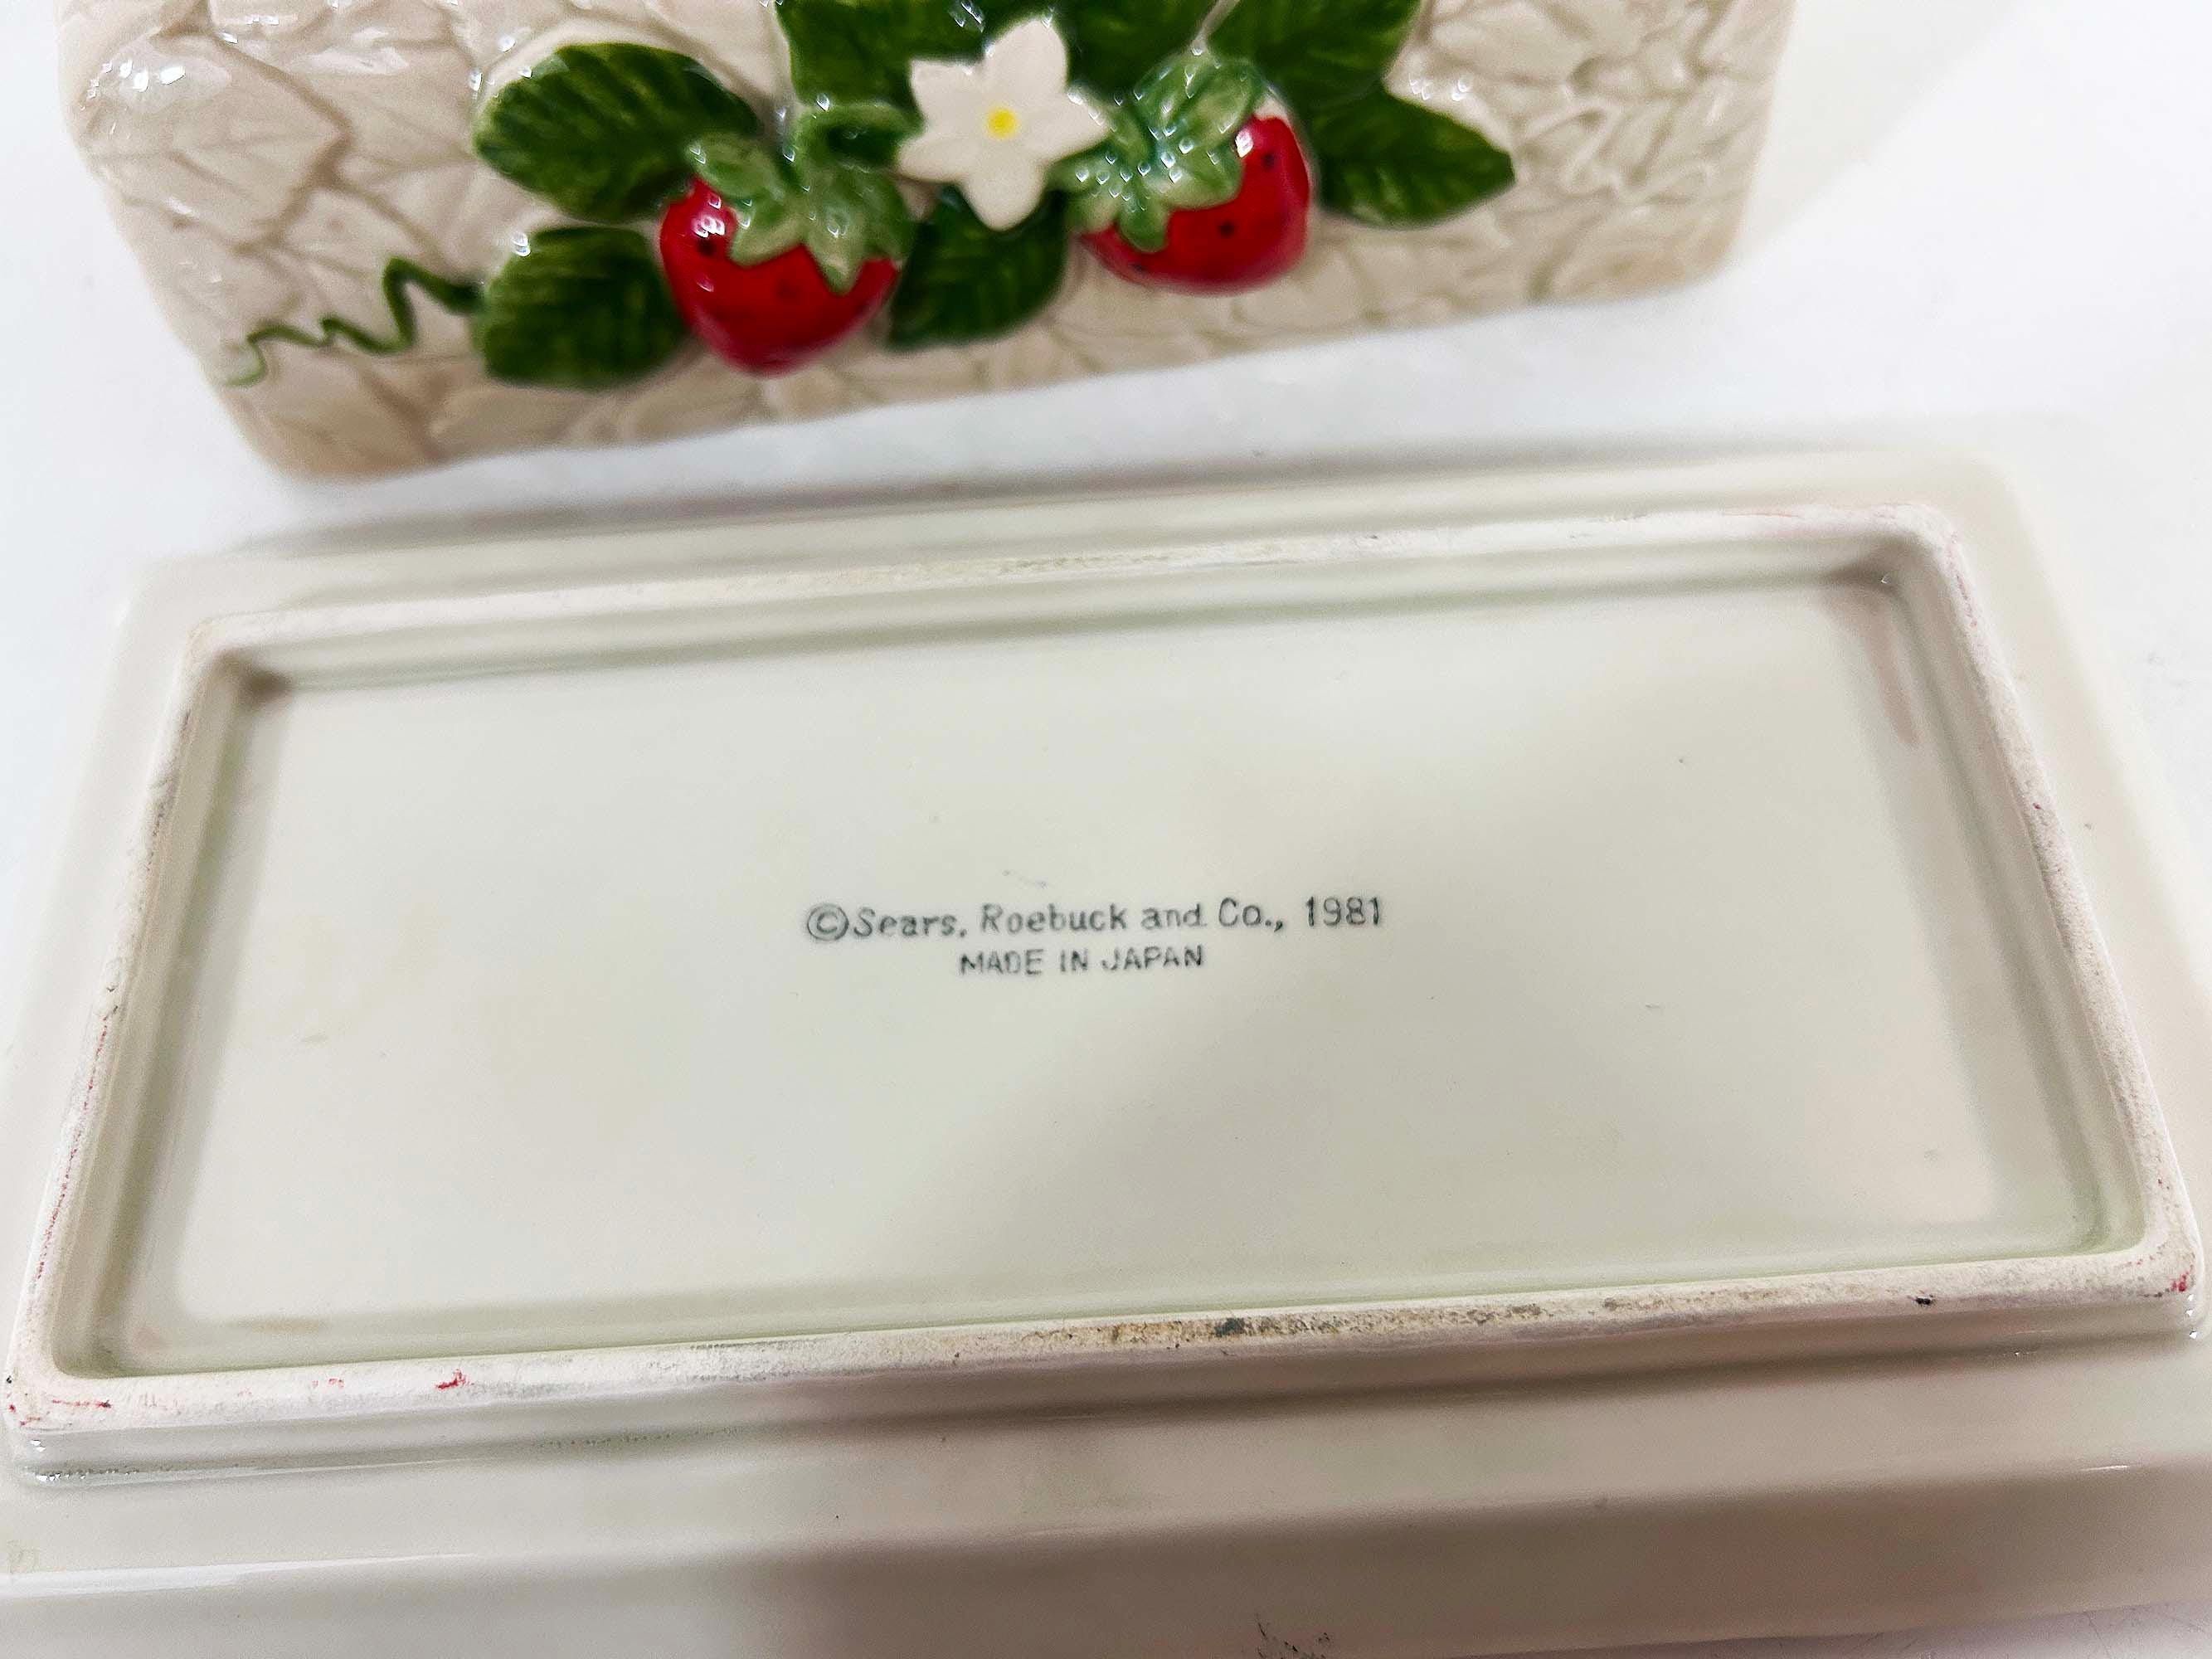 ©Sears, Roebuck and Co., 1981
MADE IN JAPAN